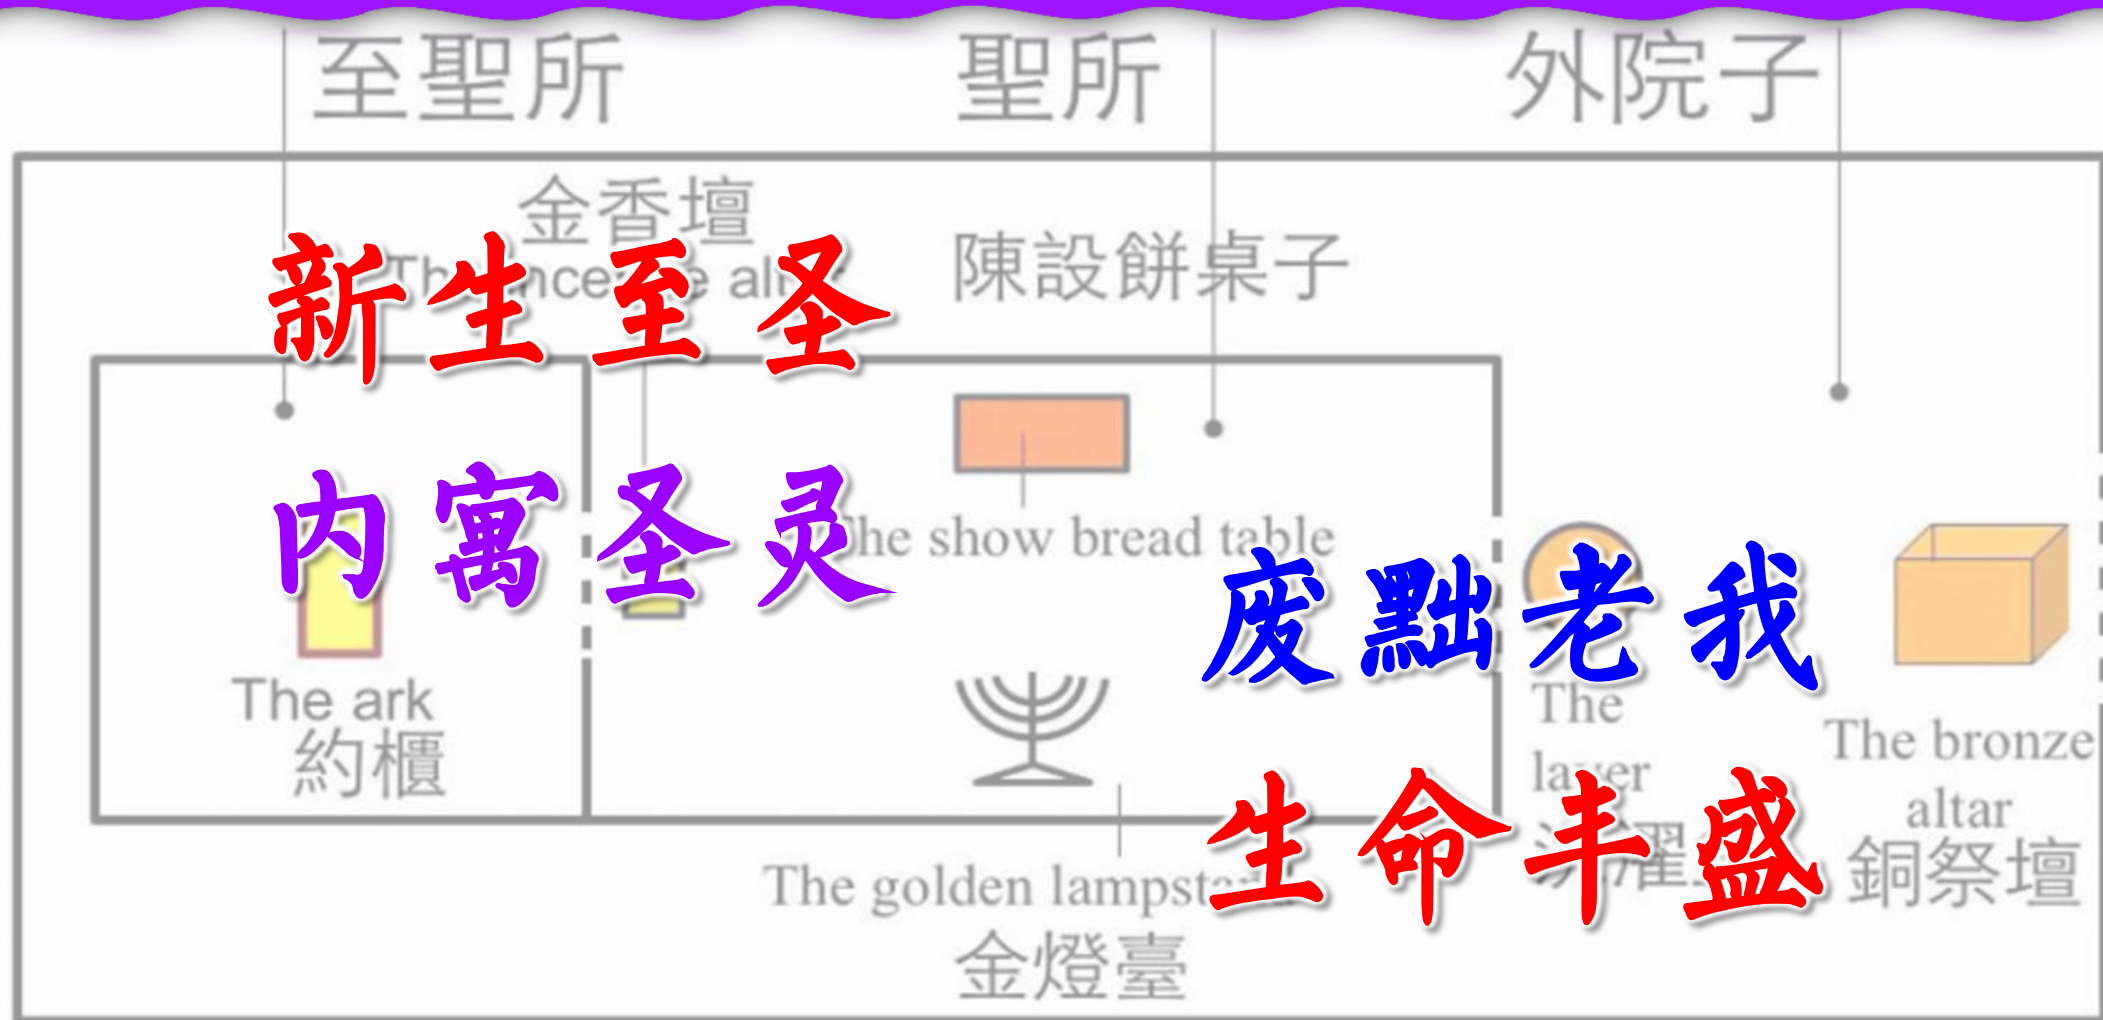 至聖所 聖所 外院子
金香壇
陳設餅桌子
新生至圣
内寓圣灵
The show bread table
废黜老我
The ark
約櫃
The
laver
The bronze
altar
銅祭壇
生命丰盛
The golden
金燈臺